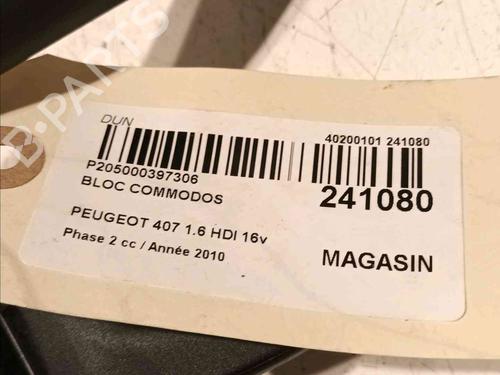 DUN
40200101 241080
P205000397306
BLOC COMMODOS
241080
PEUGEOT 407 1.6 HDI 16v
Phase 2 cc / Année 2010
MAGASIN
B-PARTS